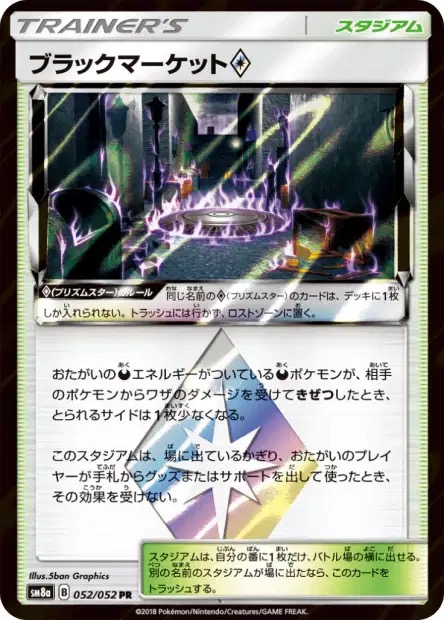 TRAINER'S スタジアム
ブラックマーケット◇
◇(プリズムスター)のルール 同じ名前の◇(プリズムスター)のカードは、デッキに1枚
しか入れられない。トラッシュには行かず、ロストゾーンに置く。
おたがいの悪エネルギーがついている悪ポケモンが、相手
のポケモンからワザのダメージを受けてきぜつしたとき、
とられるサイドは1枚少なくなる。
このスタジアムは、場に出ているかぎり、おたがいのプレイ
ヤーが手札からグッズまたはサポートを出して使ったとき、
その効果を受けない。
スタジアムは、自分の番に1枚だけ、バトル場の横に出せる。
別の名前のスタジアムが場に出たなら、このカードを
トラッシュする。
Illus.5ban Graphics
SM8a B 052/052 PR
©2018 Pokémon/Nintendo/Creatures/GAME FREAK.